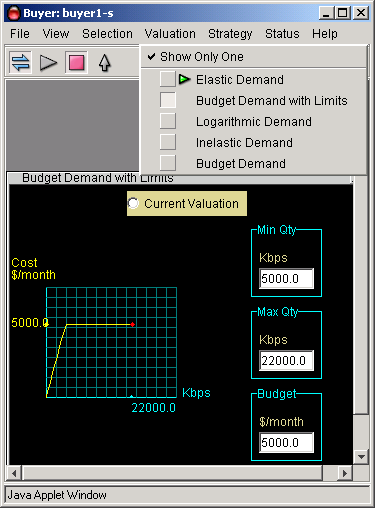 Buyer: buyer1-s
File View Selection Valuation Strategy Status Help
Show Only One
Elastic Demand
Budget Demand with Limits
Logarithmic Demand
Inelastic Demand
Budget Demand
Budget Demand with Limits
Current Valuation
Cost
$/month
5000.0
Kbps
22000.0
Min Qty
Kbps
5000.0
Max Qty
Kbps
22000.0
Budget
$/month
5000.0
Java Applet Window